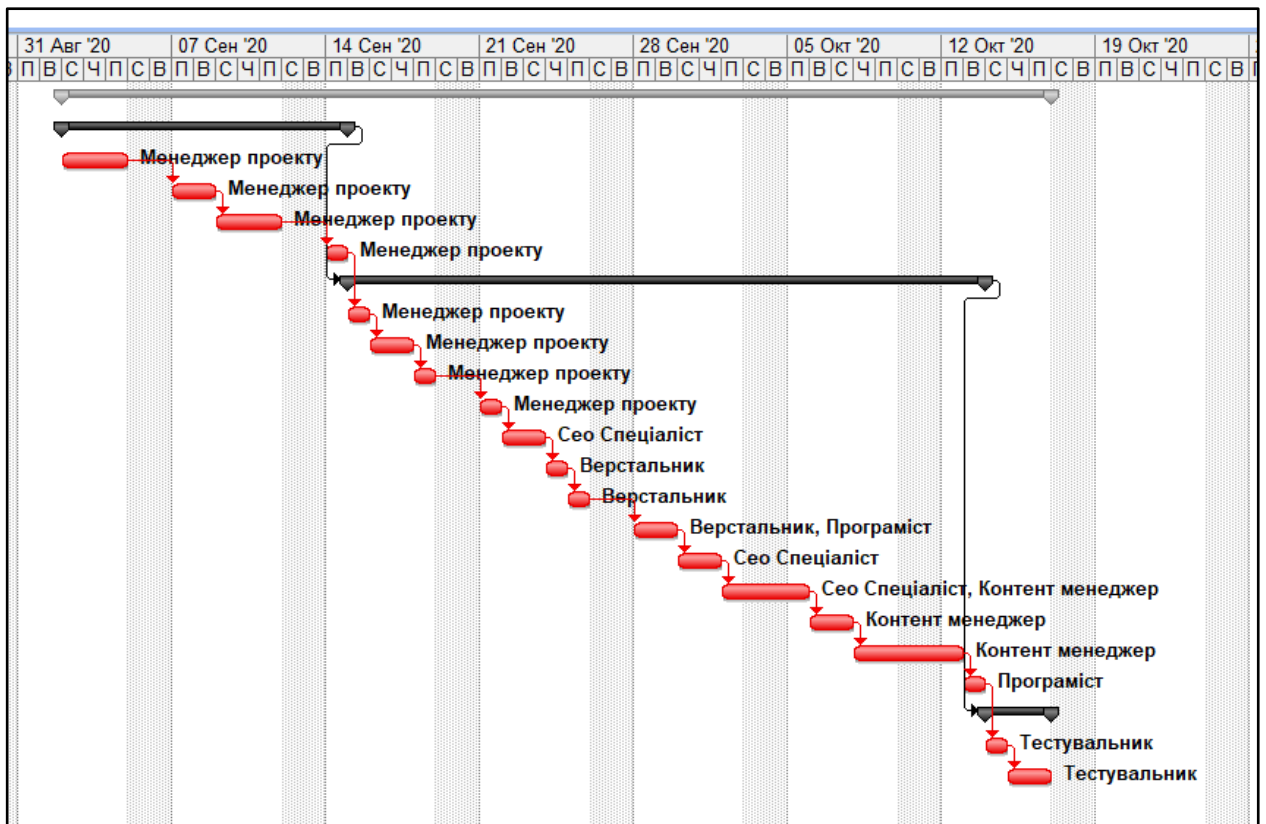 31 Авг '20 07 Сен '20 14 Сен '20 21 Сен '20 28 Сен '20 05 Окт '20 12 Окт '20 19 Окт '20
П В С Ч П С В П В С Ч П С В П В С Ч П С В П В С Ч П С В П В С Ч П С В П В С Ч П С В П В С Ч П С В П В С Ч П С В
Менеджер проекту
Менеджер проекту
Менеджер проекту
Менеджер проекту
Менеджер проекту
Менеджер проекту
Менеджер проекту
Менеджер проекту
Сео Спеціаліст
Верстальник
Верстальник
Верстальник, Програміст
Сео Спеціаліст
Сео Спеціаліст, Контент менеджер
Контент менеджер
Контент менеджер
Програміст
Тестувальник
Тестувальник